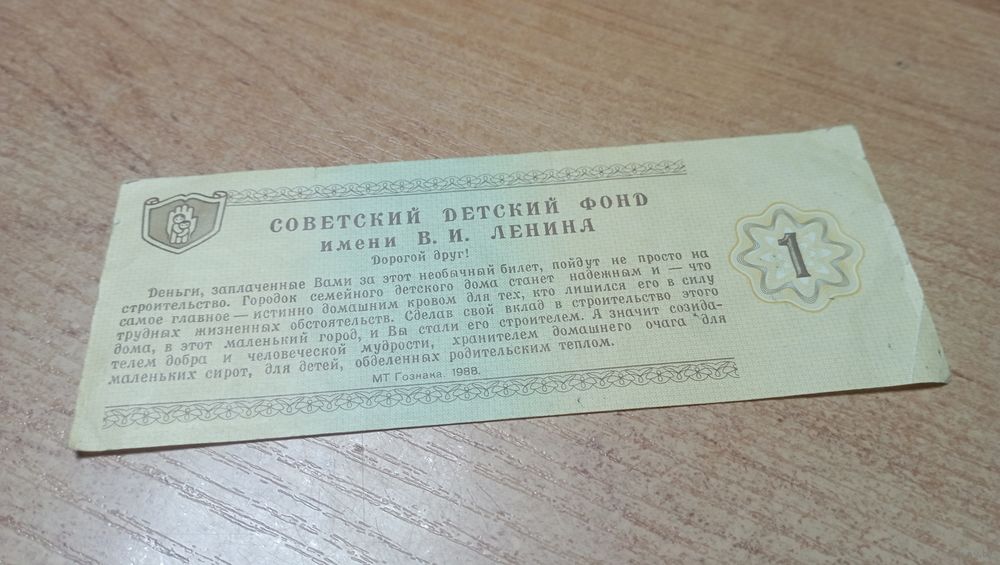 СОВЕТСКИЙ ДЕТСКИЙ ФОНД
ИМЕНИ В. И. ЛЕНИНА
Дорогой друг!
Деньги, заплаченные Вами за этот необычный билет, пойдут не просто на
строительство. Городок семейного детского дома станет надежным и — что
самое главное — истинно домашним кровом для тех, кто лишился его в силу
трудных жизненных обстоятельств. Сделав свой вклад в строительство этого
дома, в этот маленький город, и Вы стали его строителем. А значит созида-
телем добра и человеческой мудрости, хранителем домашнего очага для
маленьких сирот, для детей, обделенных родительским теплом.
МТ Гознака. 1988.
1